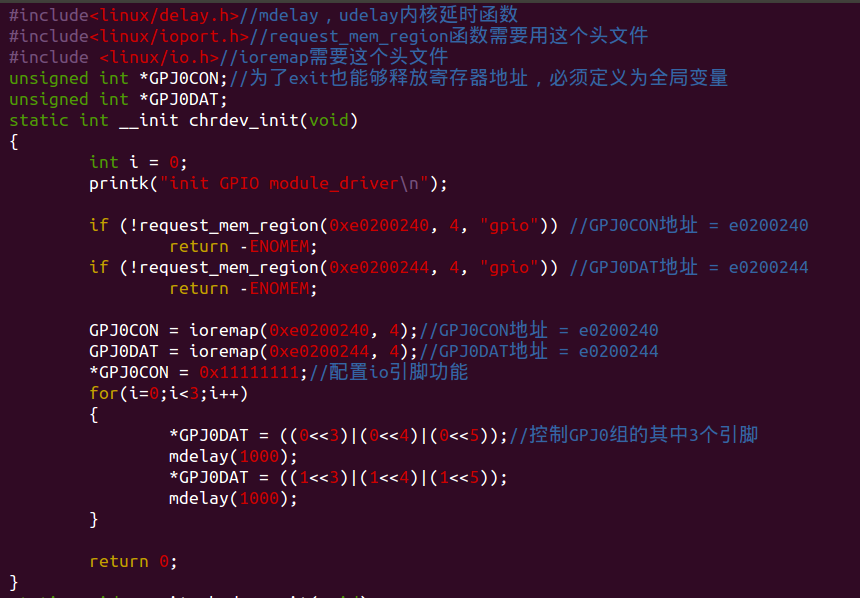 #include<linux/delay.h>//mdelay，udelay内核延时函数
#include<linux/ioport.h>//request_mem_region函数需要用这个头文件
#include <linux/io.h>//ioremap需要这个头文件
unsigned int *GPJ0CON;//为了exit也能够释放寄存器地址，必须定义为全局变量
unsigned int *GPJ0DAT;
static int __init chrdev_init(void)
{
int i = 0;
printk("init GPIO module_driver\n");
if (!request_mem_region(0xe0200240, 4, "gpio")) //GPJ0CON地址 = e0200240
return -ENOMEM;
if (!request_mem_region(0xe0200244, 4, "gpio")) //GPJ0DAT地址 = e0200244
return -ENOMEM;
GPJ0CON = ioremap(0xe0200240, 4);//GPJ0CON地址 = e0200240
GPJ0DAT = ioremap(0xe0200244, 4);//GPJ0DAT地址 = e0200244
*GPJ0CON = 0x11111111;//配置io引脚功能
for(i=0;i<3;i++)
{
*GPJ0DAT = ((0<<3)|(0<<4)|(0<<5));//控制GPJ0组的其中3个引脚
mdelay(1000);
*GPJ0DAT = ((1<<3)|(1<<4)|(1<<5));
mdelay(1000);
}
return 0;
}